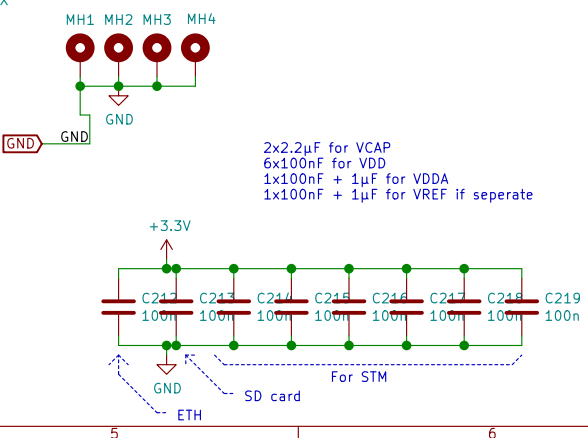 MH1 MH2 MH3 MH4
GND
GND GND
2x2.2µF for VCAP
6x100nF for VDD
1x100nF + 1µF for VDDA
1x100nF + 1µF for VREF if seperate
+3.3V
C212 C213 C214 C215 C216 C217 C218 C219
100n 100n 100n 100n 100n 100n 100n 100n
GND
For STM
SD card
ETH
5 6